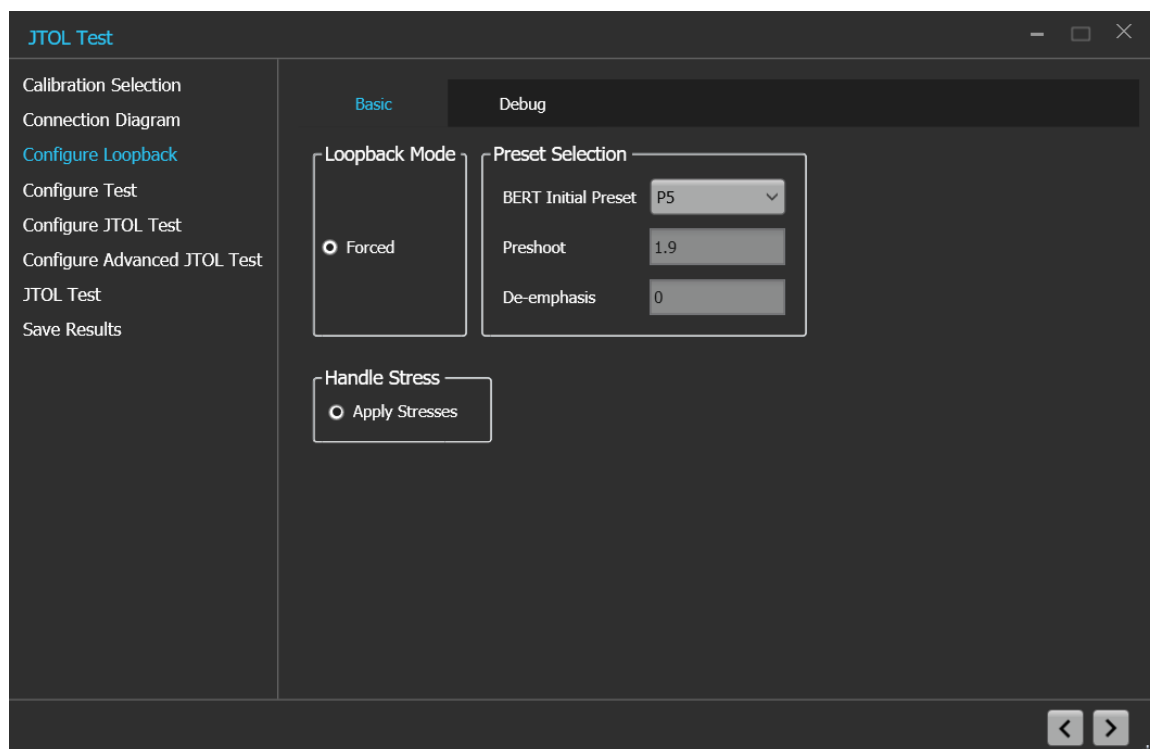 JTOL Test
Calibration Selection
Connection Diagram
Configure Loopback
Configure Test
Configure JTOL Test
Configure Advanced JTOL Test
JTOL Test
Save Results
Basic
Debug
Loopback Mode
Forced
Preset Selection
BERT Initial Preset P5
Preshoot 1.9
De-emphasis 0
Handle Stress
Apply Stresses